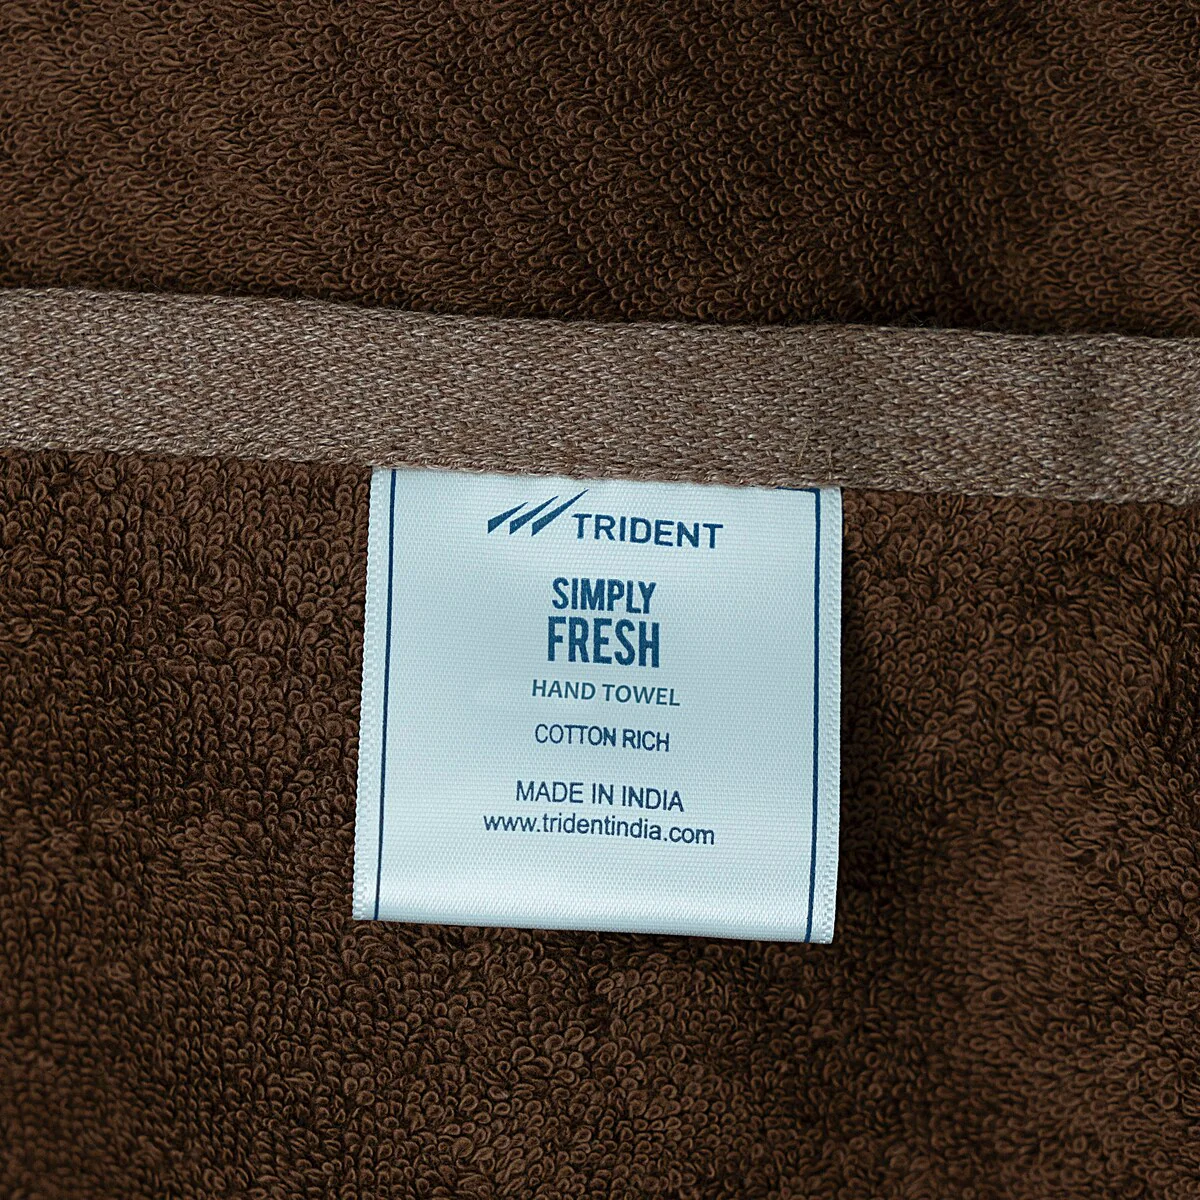 TRIDENT
SIMPLY
FRESH
HAND TOWEL
COTTON RICH
MADE IN INDIA
www.tridentindia.com